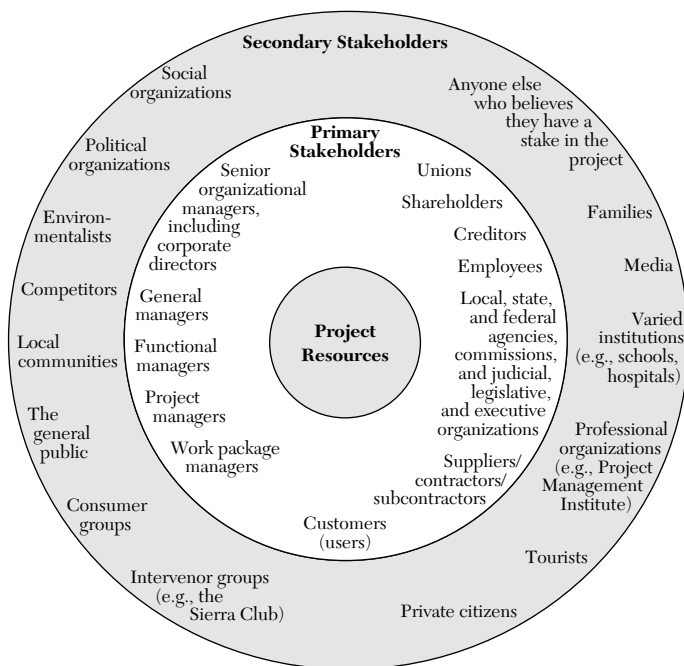 Secondary Stakeholders
Social
organizations
Political
organizations
Environ-
mentalists
Competitors
Local
communities
The
general
public
Consumer
groups
Intervenor groups
(e.g., the
Sierra Club)
Anyone else
who believes
they have a
stake in the
project
Families
Media
Varied
institutions
(e.g., schools,
hospitals)
Professional
organizations
(e.g., Project
Management
Institute)
Tourists
Private citizens
Primary
Stakeholders
Senior
organizational
managers,
including
corporate
directors
General
managers
Functional
managers
Project
managers
Work package
managers
Customers
(users)
Unions
Shareholders
Creditors
Employees
Local, state,
and federal
agencies,
commissions,
and judicial,
legislative,
and executive
organizations
Suppliers/
contractors/
subcontractors
Project
Resources